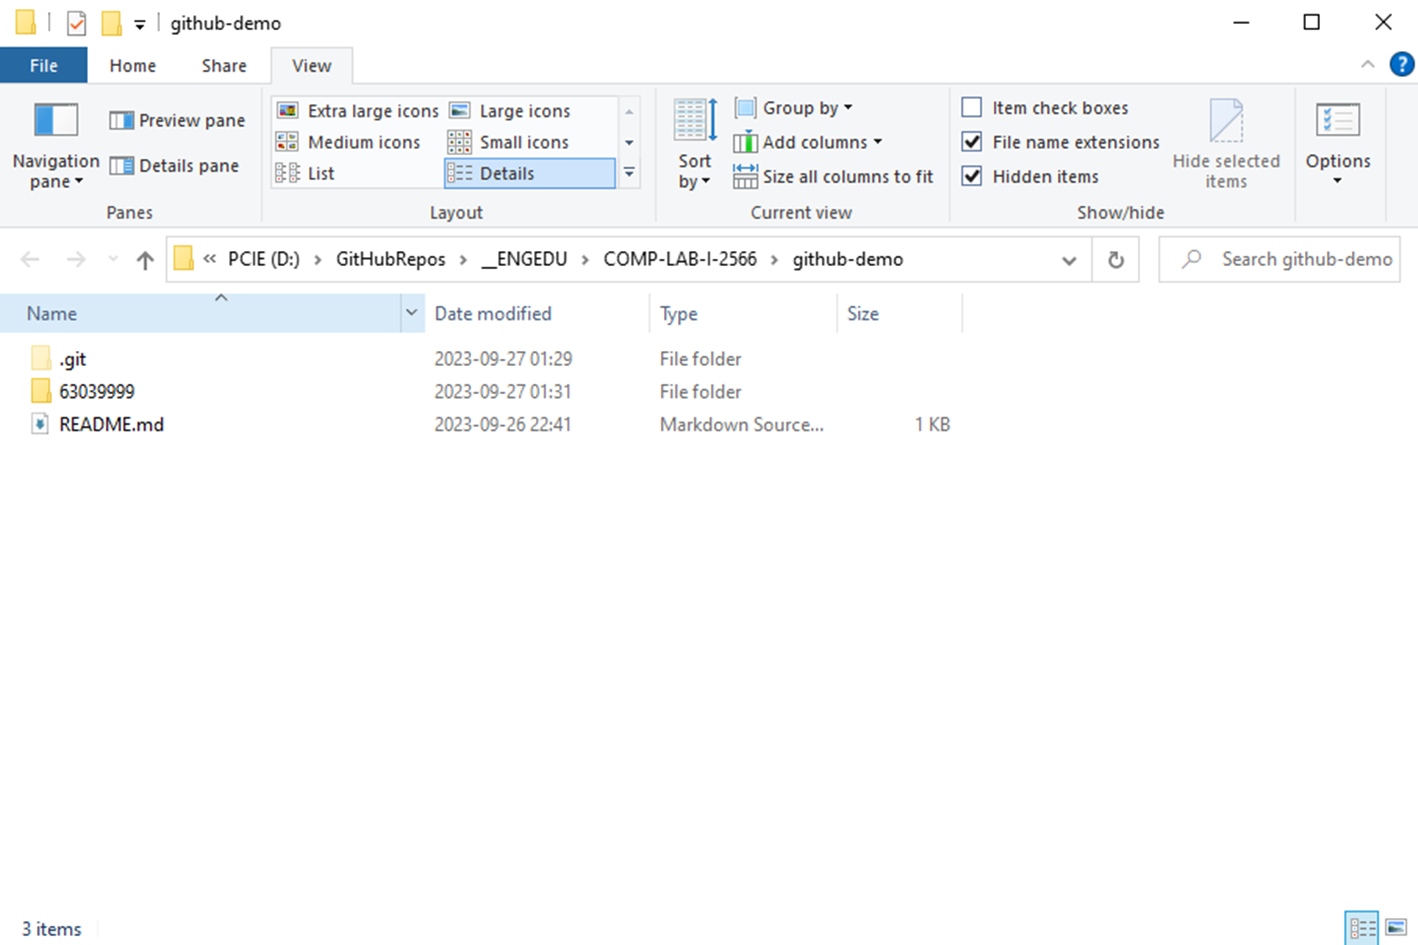 github-demo
File Home Share View
Navigation pane
Preview pane
Details pane
Panes
Extra large icons Large icons
Medium icons Small icons
List Details
Layout
Sort by
Group by
Add columns
Size all columns to fit
Current view
Item check boxes
File name extensions
Hidden items
Hide selected items
Show/hide
Options
« PCIE (D:) › GitHubRepos › __ENGEDU › COMP-LAB-I-2566 › github-demo
Search github-demo
Name Date modified Type Size
.git 2023-09-27 01:29 File folder
63039999 2023-09-27 01:31 File folder
README.md 2023-09-26 22:41 Markdown Source... 1 KB
3 items